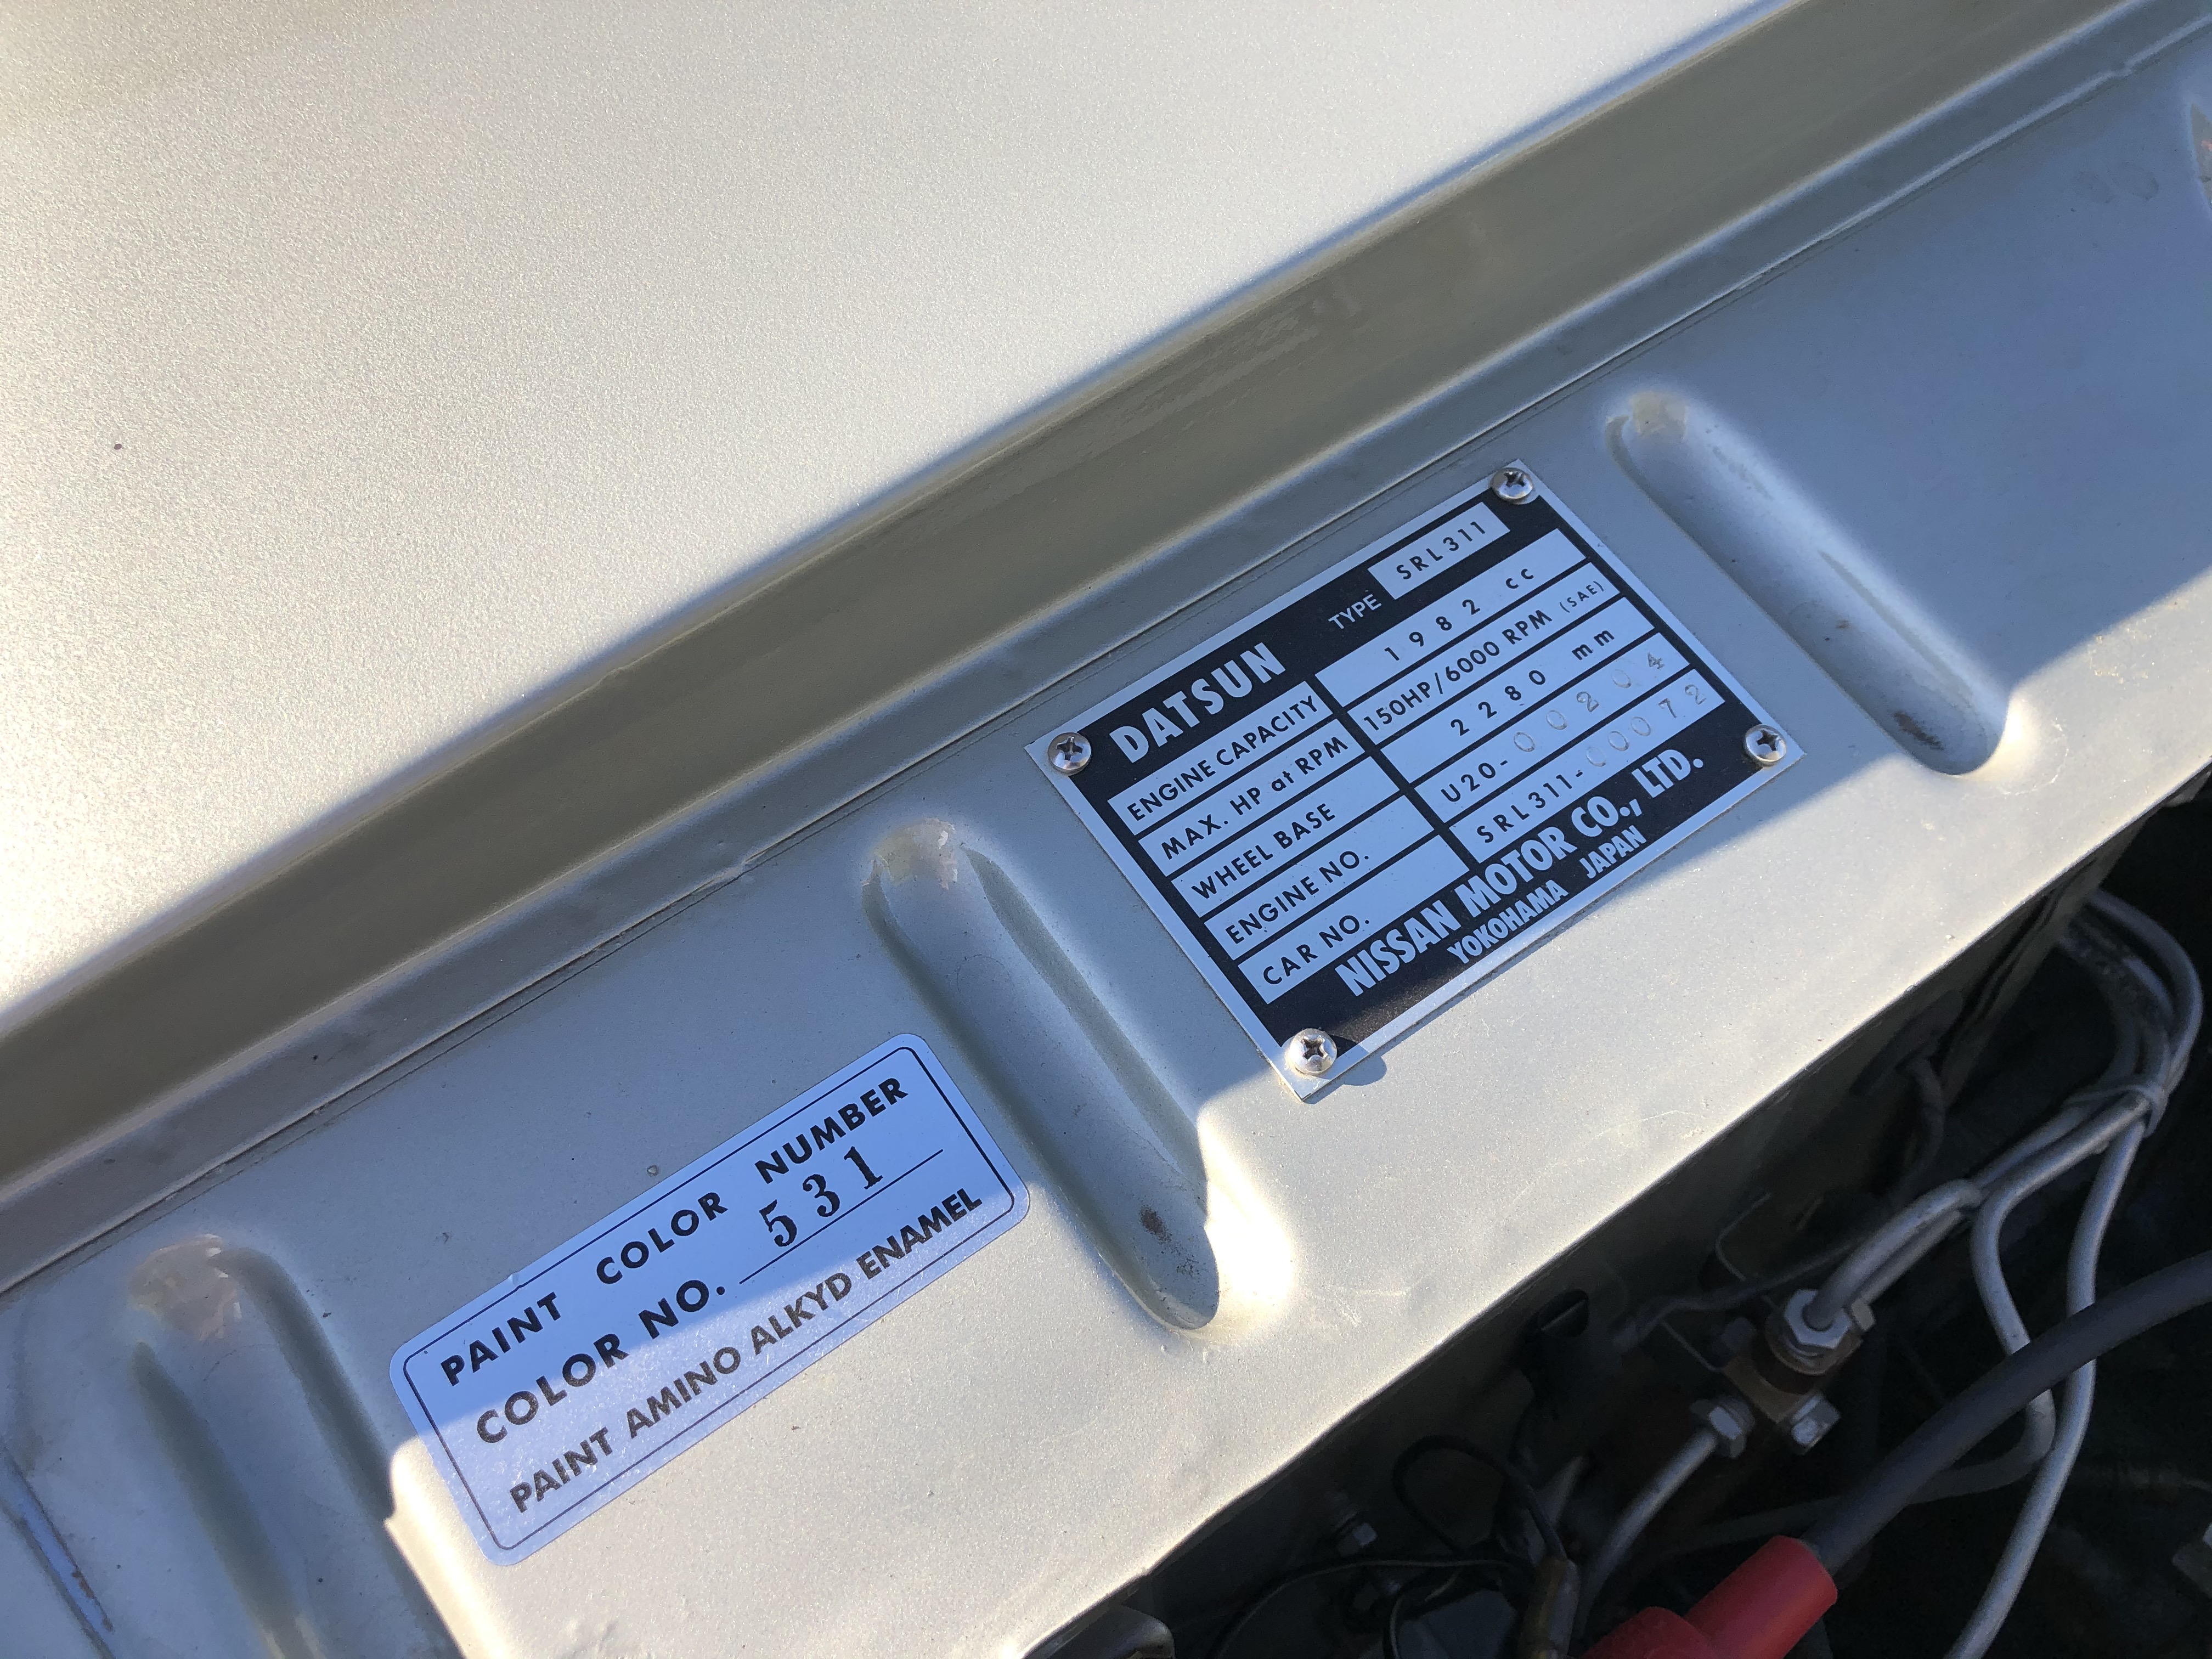 DATSUN TYPE SRL311
ENGINE CAPACITY 1982 cc
MAX. HP at RPM 150HP/6000 RPM (SAE)
WHEEL BASE 2280 mm
ENGINE NO. U20-00204
CAR NO. SRL311-00072
NISSAN MOTOR CO., LTD.
YOKOHAMA JAPAN
PAINT COLOR NUMBER
COLOR NO. 531
PAINT AMINO ALKYD ENAMEL